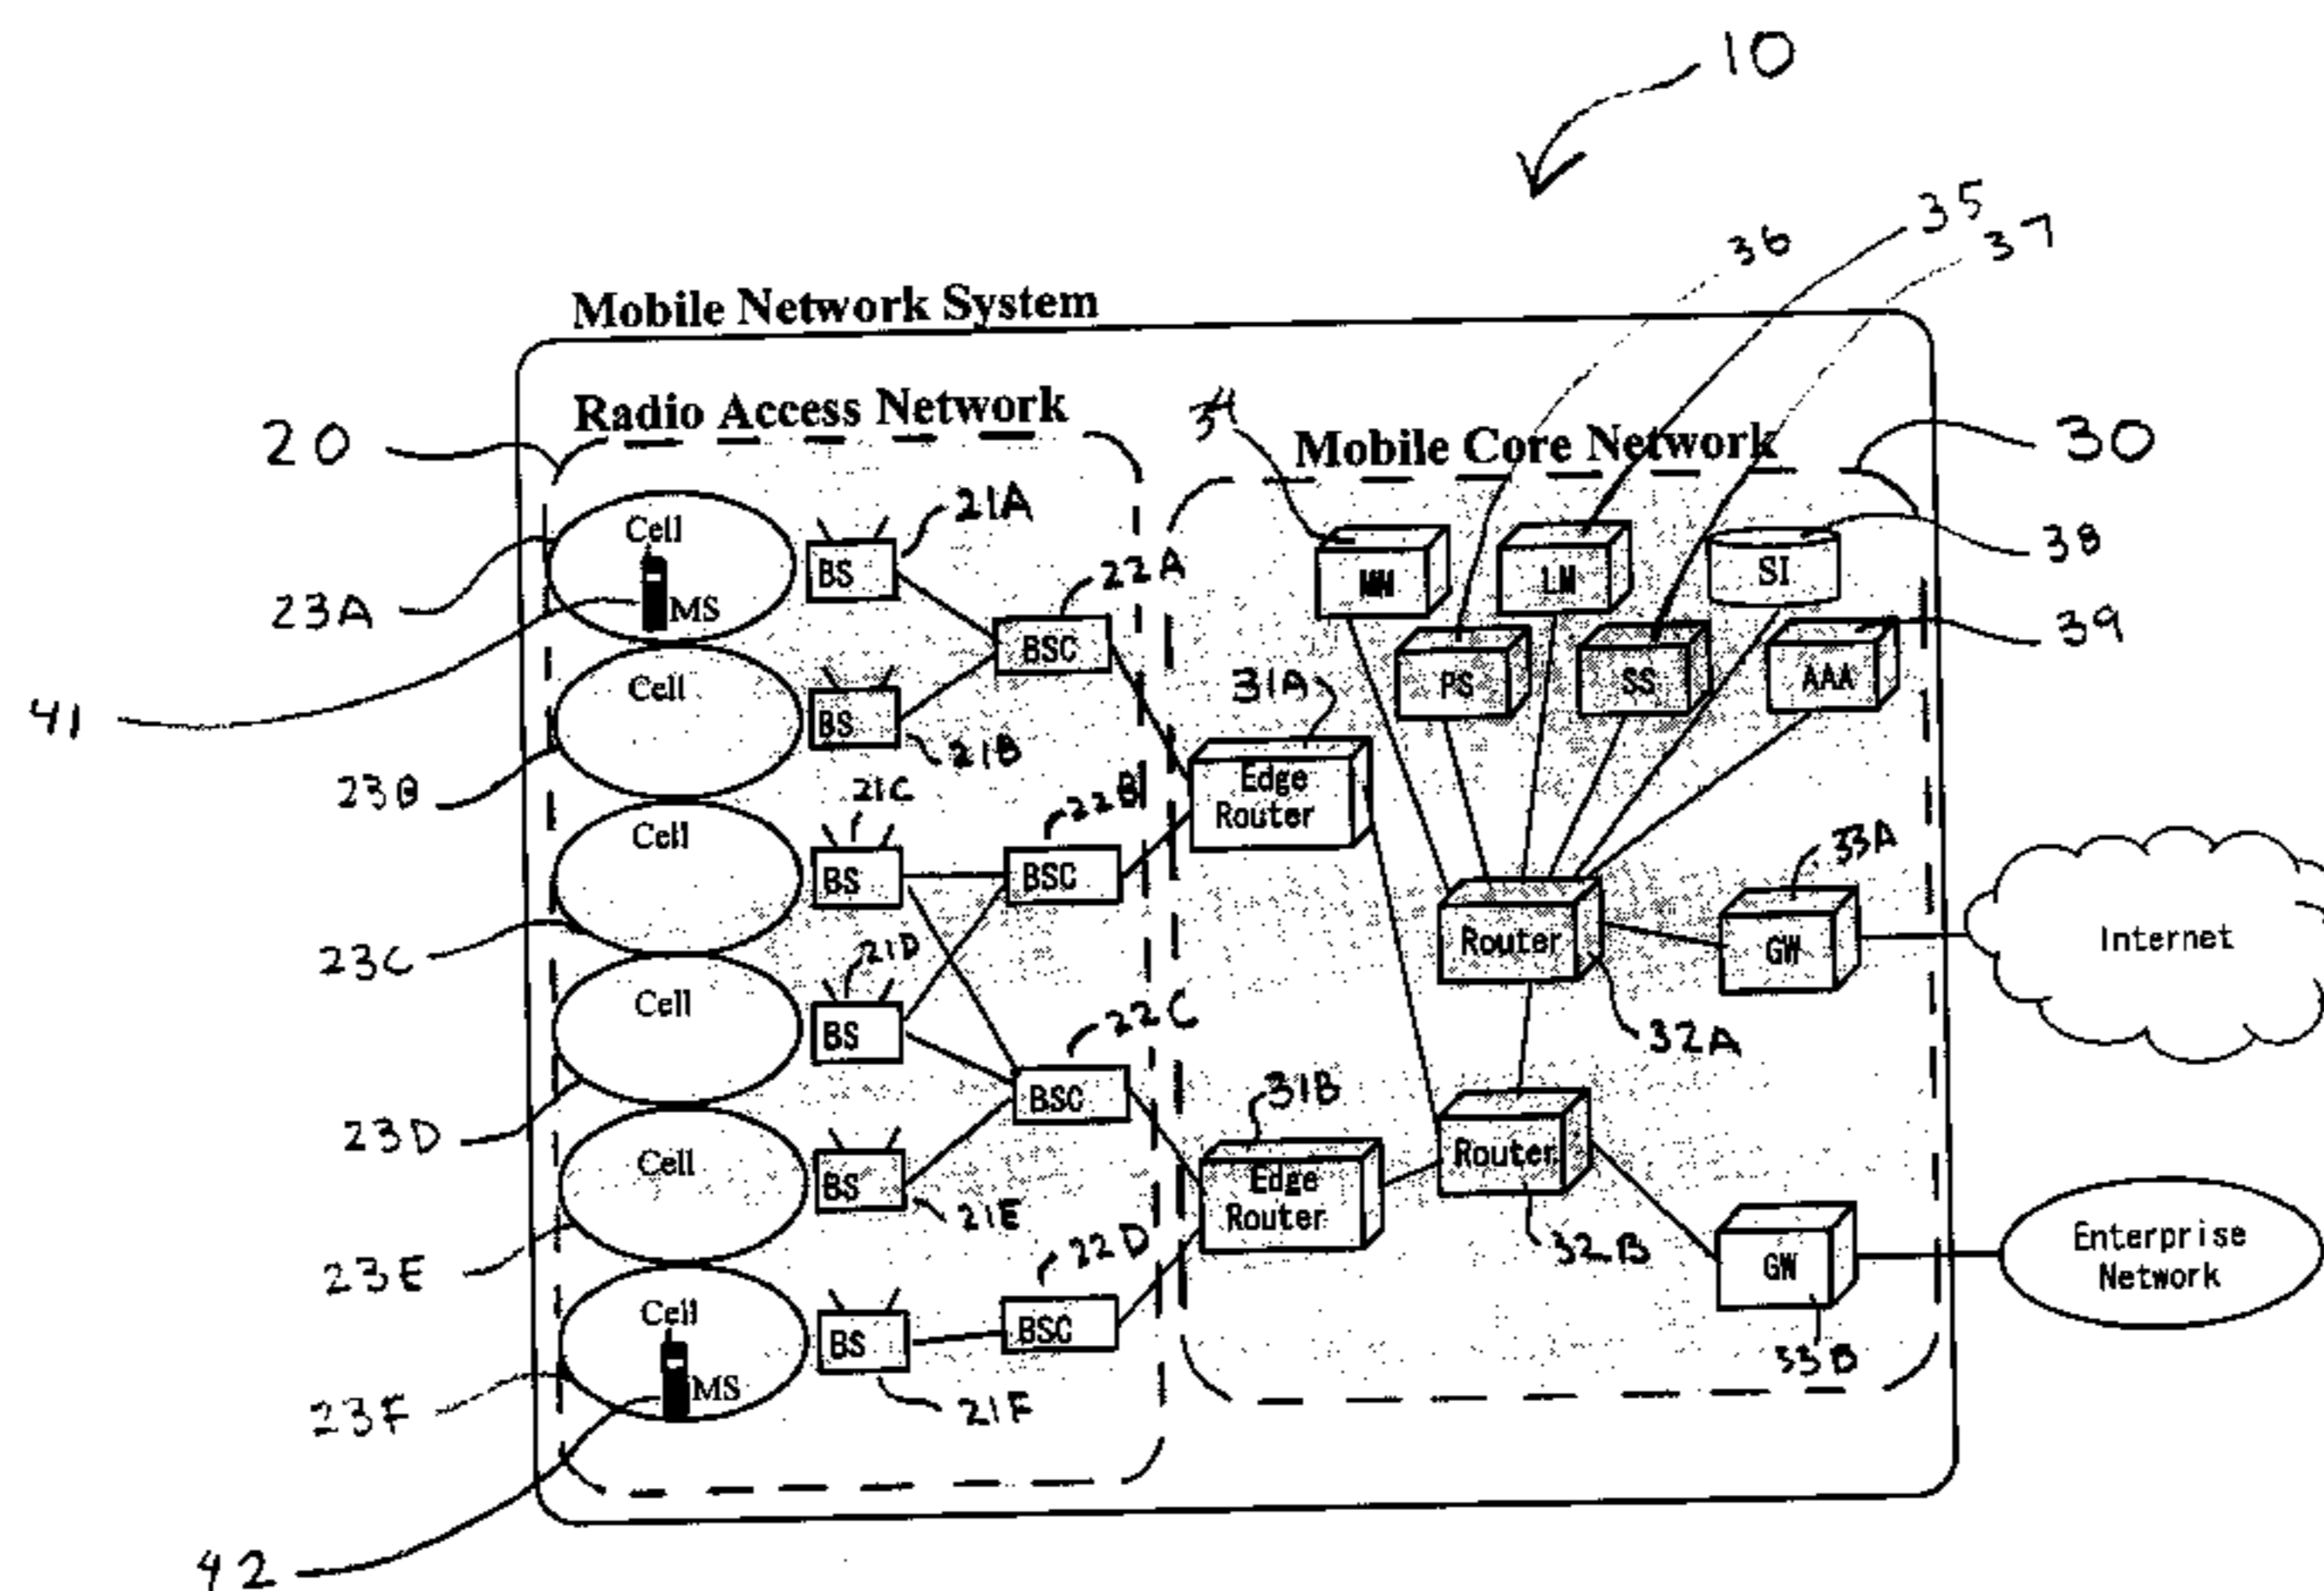 10
35
36
37
Mobile Network System
Radio Access Network
20
34
Mobile Core Network
30
Cell
MS
23A
41
BS
21A
22A
BSC
MM
LM
SI
38
PS
SS
AAA
39
Cell
23B
BS
21B
31A
Edge
Router
21C
22B
Cell
BS
BSC
23C
33A
Router
GW
Internet
32A
21D
Cell
BS
23D
22C
BSC
31B
Edge
Router
Router
32B
Cell
BS
21E
23E
22D
GW
33B
Enterprise
Network
Cell
MS
BS
BSC
21F
23F
42